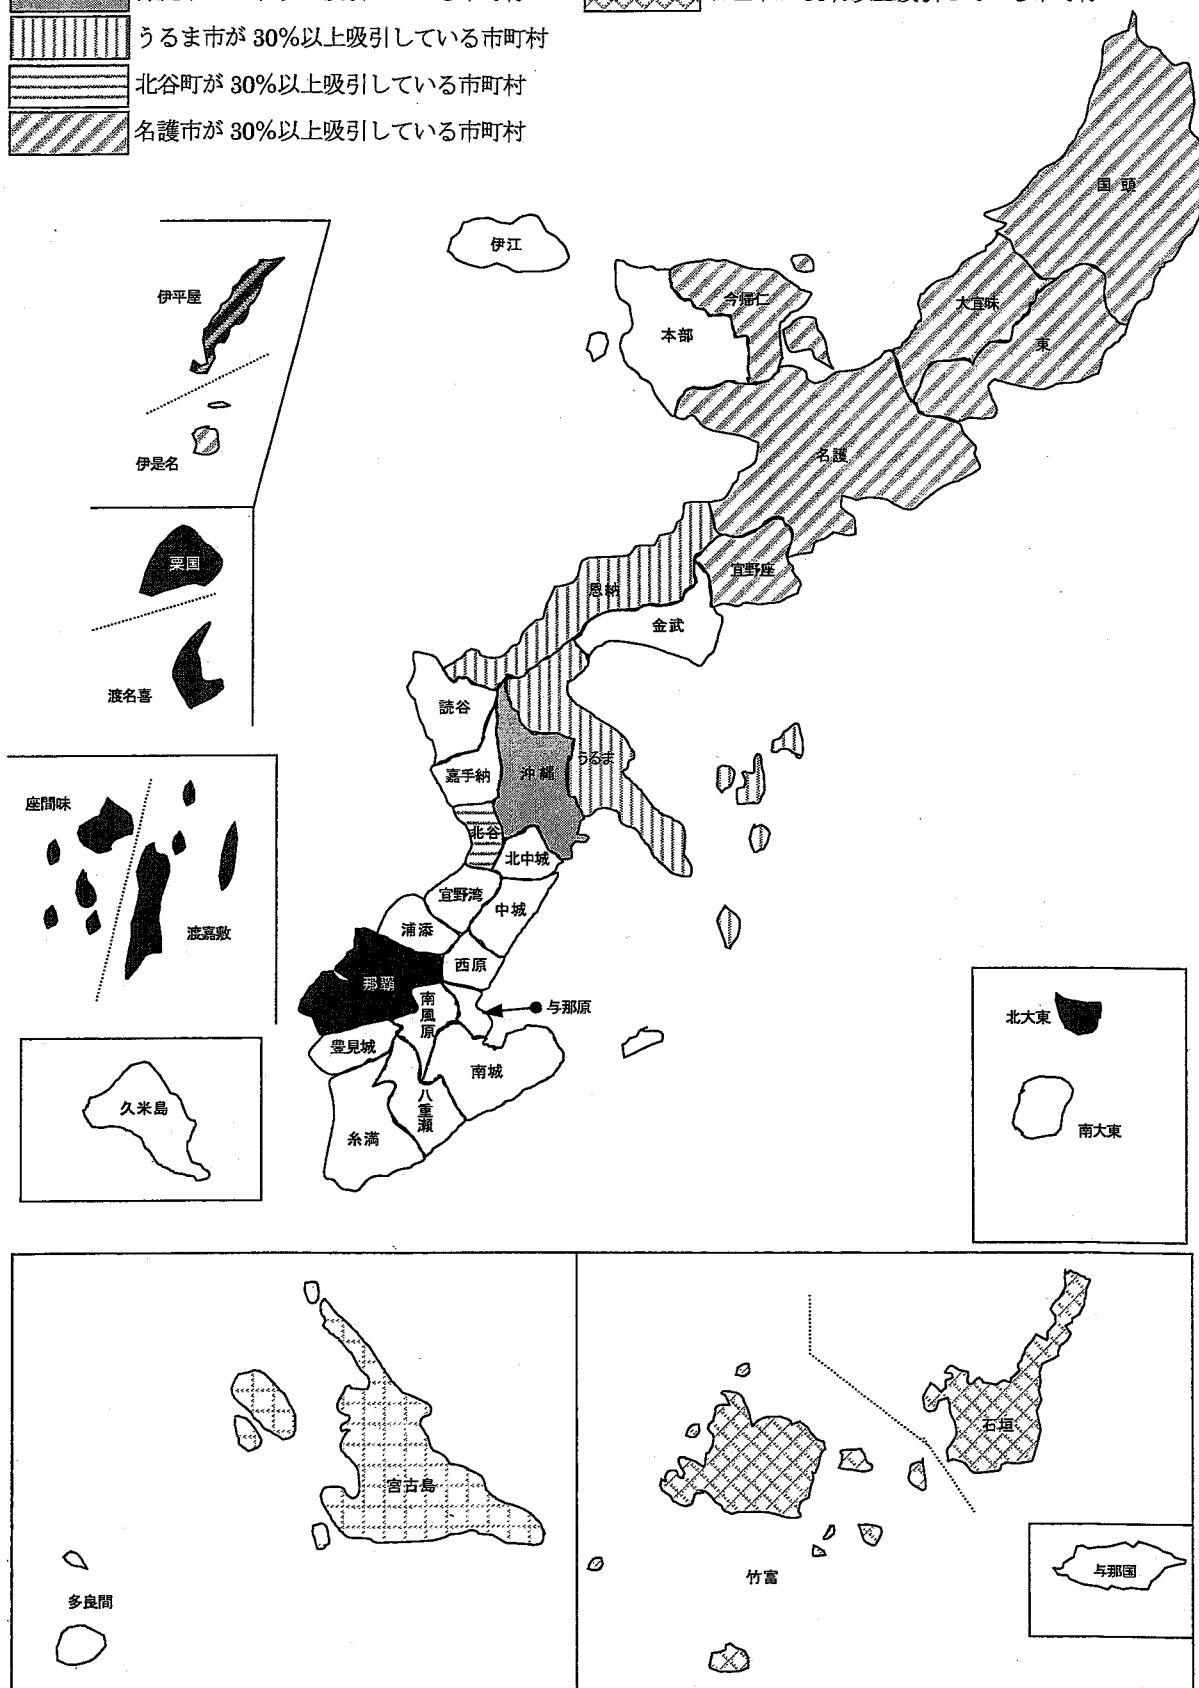 うるま市が 30%以上吸引している市町村
北谷町が 30%以上吸引している市町村
名護市が 30%以上吸引している市町村
国頭
伊江
伊平屋
今帰仁
大宜味
本部
東
名護
伊是名
粟国
宜野座
恩納
金武
渡名喜
読谷
うるま
嘉手納
沖縄
座間味
北谷
北中城
宜野湾
中城
浦添
渡嘉敷
西原
那覇
南風原
与那原
北大東
豊見城
南城
久米島
八重瀬
糸満
南大東
石垣
宮古島
与那国
竹富
多良間